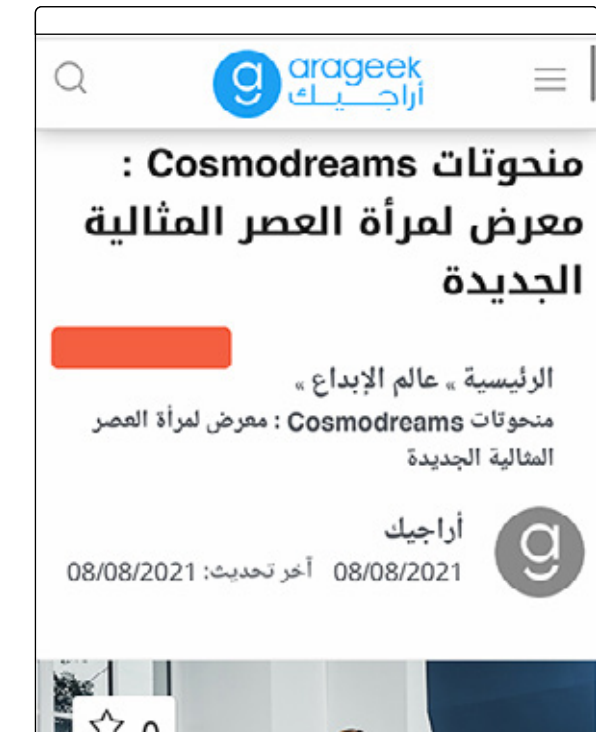 arageek
أراجيك
منحوتات Cosmodreams :
معرض لمرأة العصر المثالية
الجديدة
الرئيسية » عالم الإبداع »
منحوتات Cosmodreams : معرض لمرأة العصر
المثالية الجديدة
أراجيك
08/08/2021 آخر تحديث: 08/08/2021